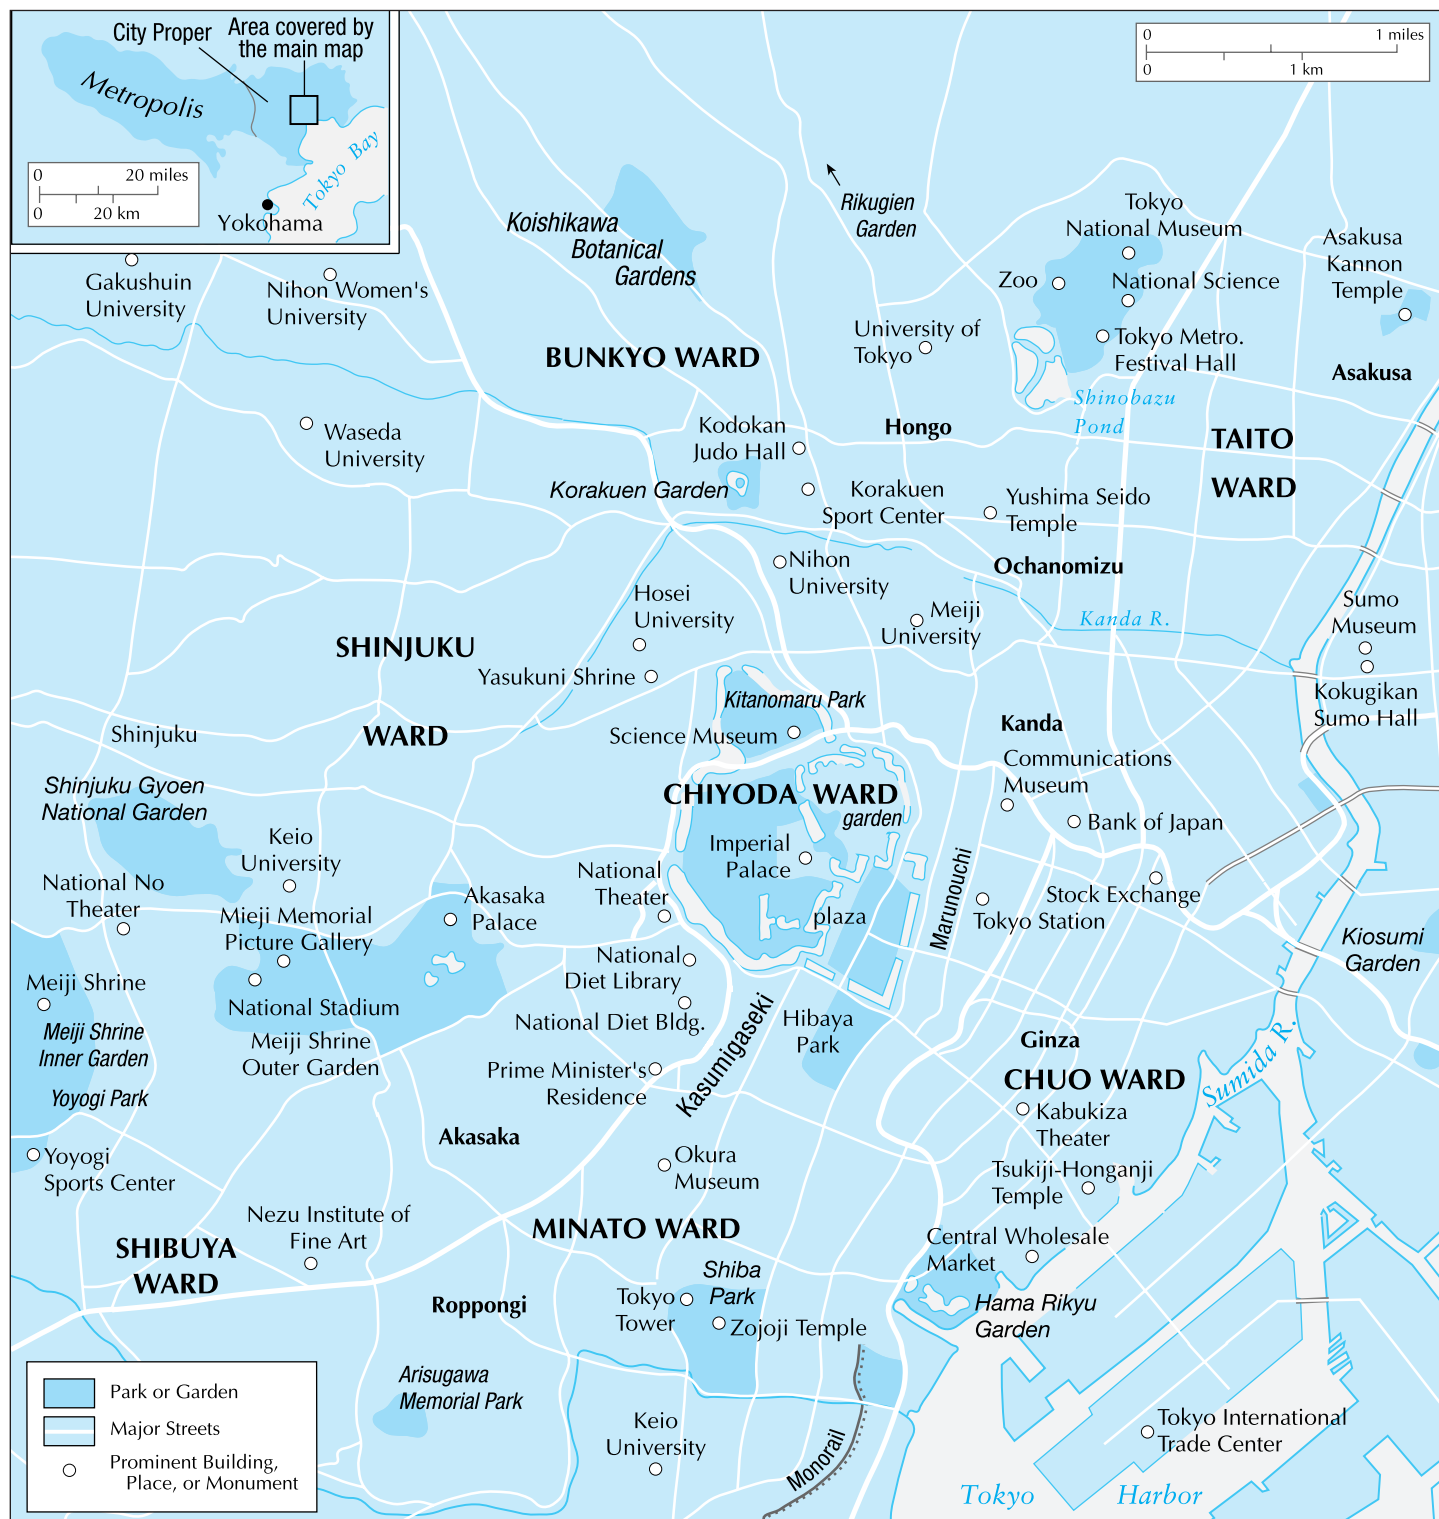 City Proper
Area covered by
the main map
Metropolis
Tokyo Bay
0 20 miles
0 20 km
Yokohama
0 1 miles
0 1 km
Rikugien
Garden
Koishikawa
Botanical
Gardens
Tokyo
National Museum
Zoo
National Science
Tokyo Metro.
Festival Hall
Asakusa
Kannon
Temple
Asakusa
Gakushuin
University
Nihon Women's
University
University of
Tokyo
BUNKYO WARD
Shinobazu
Pond
Hongo
TAITO
WARD
Waseda
University
Kodokan
Judo Hall
Korakuen Garden
Korakuen
Sport Center
Yushima Seido
Temple
Ochanomizu
Nihon
University
Hosei
University
Meiji
University
Kanda R.
Sumo
Museum
Kokugikan
Sumo Hall
SHINJUKU
WARD
Yasukuni Shrine
Kitanomaru Park
Science Museum
Kanda
Communications
Museum
Bank of Japan
Shinjuku
Shinjuku Gyoen
National Garden
CHIYODA WARD
garden
Imperial
Palace
plaza
Marunouchi
Tokyo Station
Stock Exchange
Keio
University
National No
Theater
Mieji Memorial
Picture Gallery
Akasaka
Palace
National
Theater
National
Diet Library
National Diet Bldg.
Kiosumi
Garden
Meiji Shrine
Meiji Shrine
Inner Garden
Yoyogi Park
National Stadium
Meiji Shrine
Outer Garden
Prime Minister's
Residence
Kasumigaseki
Hibaya
Park
Ginza
CHUO WARD
Sumida R.
Kabukiza
Theater
Tsukiji-Honganji
Temple
Akasaka
Okura
Museum
Yoyogi
Sports Center
Nezu Institute of
Fine Art
SHIBUYA
WARD
MINATO WARD
Central Wholesale
Market
Hama Rikyu
Garden
Shiba
Park
Tokyo
Tower
Zojoji Temple
Roppongi
Arisugawa
Memorial Park
Keio
University
Monorail
Tokyo International
Trade Center
Tokyo Harbor
Park or Garden
Major Streets
Prominent Building,
Place, or Monument